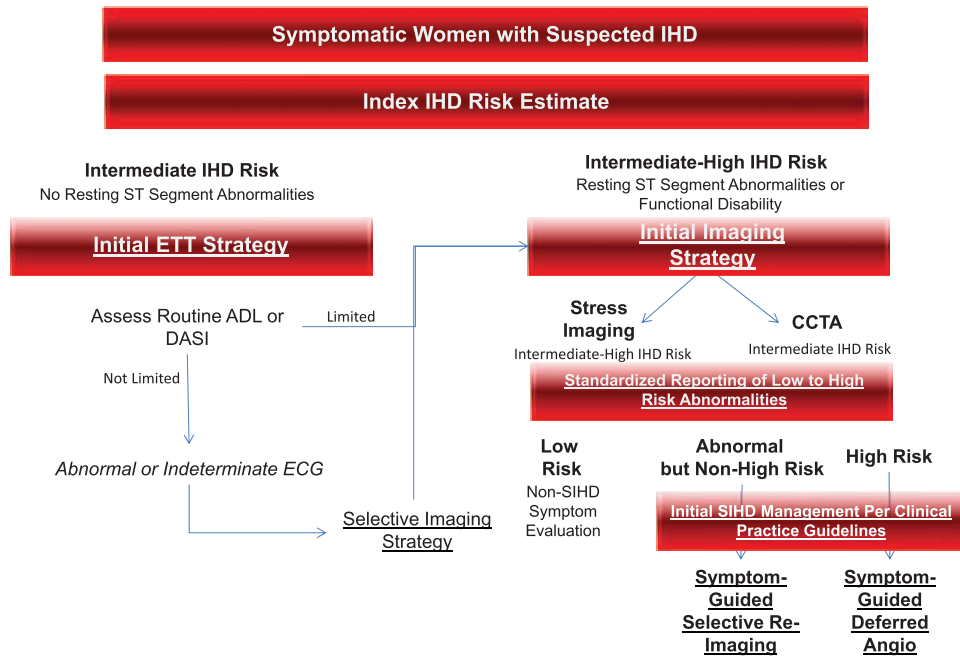 Symptomatic Women with Suspected IHD
Index IHD Risk Estimate
Intermediate IHD Risk
No Resting ST Segment Abnormalities
Initial ETT Strategy
Assess Routine ADL or
DASI
Limited
Not Limited
Abnormal or Indeterminate ECG
Selective Imaging
Strategy
Intermediate-High IHD Risk
Resting ST Segment Abnormalities or
Functional Disability
Initial Imaging
Strategy
Stress
Imaging
Intermediate-High IHD Risk
CCTA
Intermediate IHD Risk
Standardized Reporting of Low to High
Risk Abnormalities
Low
Risk
Non-SIHD
Symptom
Evaluation
Abnormal
but Non-High Risk
High Risk
Initial SIHD Management Per Clinical
Practice Guidelines
Symptom-
Guided
Selective Re-
Imaging
Symptom-
Guided
Deferred
Angio